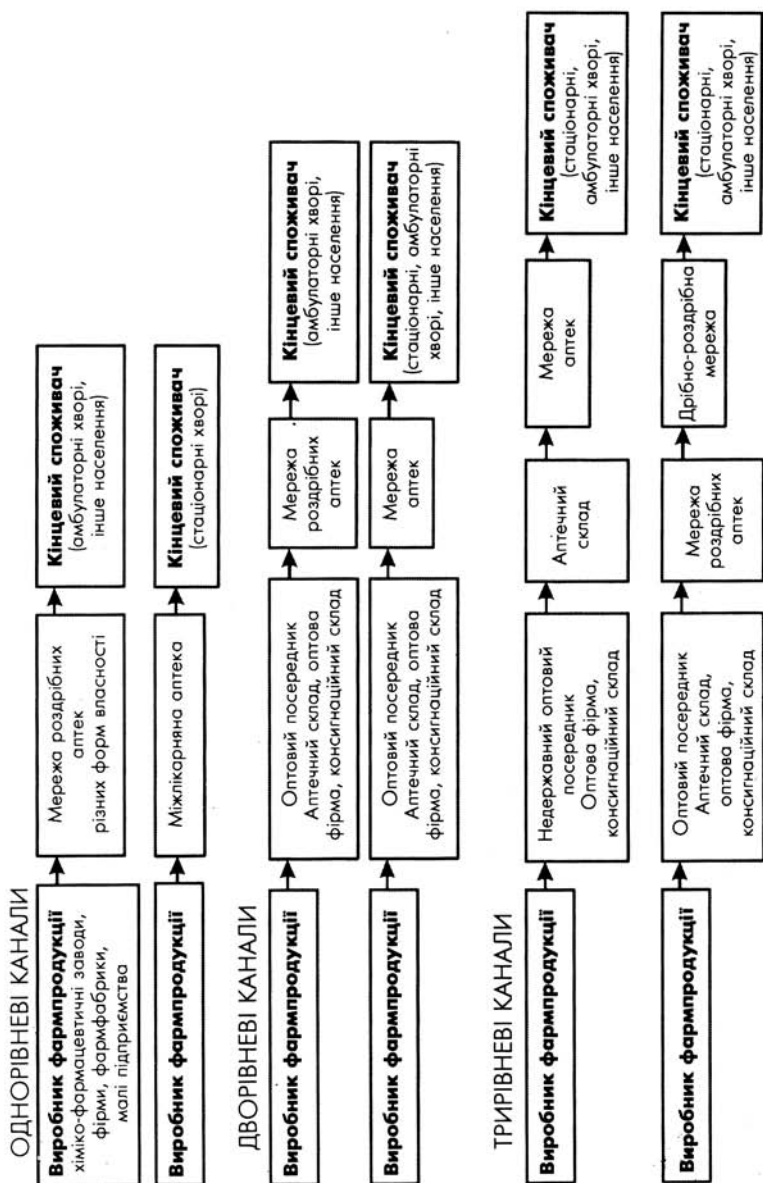 ОДНОРІВНЕВІ КАНАЛИ
Виробник фармпродукції
хіміко-фармацевтичні заводи,
фірми, фармфабрики,
малі підприємства
Мережа роздрібних
аптек
різних форм власності
Кінцевий споживач
(амбулаторні хворі,
інше населення)
Виробник фармпродукції
Міжлікарняна аптека
Кінцевий споживач
(стаціонарні хворі)
ДВОРІВНЕВІ КАНАЛИ
Виробник фармпродукції
Оптовий посередник
Аптечний склад, оптова
фірма, консигнаційний склад
Мережа
роздрібних
аптек
Кінцевий споживач
(амбулаторні хворі,
інше населення)
Виробник фармпродукції
Оптовий посередник
Аптечний склад, оптова
фірма, консигнаційний склад
Мережа
аптек
Кінцевий споживач
(стаціонарні, амбулаторні
хворі, інше населення)
ТРИРІВНЕВІ КАНАЛИ
Виробник фармпродукції
Недержавний оптовий
посередник
Оптова фірма,
консигнаційний склад
Аптечний
склад
Мережа
аптек
Кінцевий споживач
(стаціонарні,
амбулаторні хворі,
інше населення)
Виробник фармпродукції
Оптовий посередник
Аптечний склад,
оптова фірма,
консигнаційний склад
Мережа
роздрібних
аптек
Дрібно-роздрібна
мережа
Кінцевий споживач
(стаціонарні,
амбулаторні хворі,
інше населення)